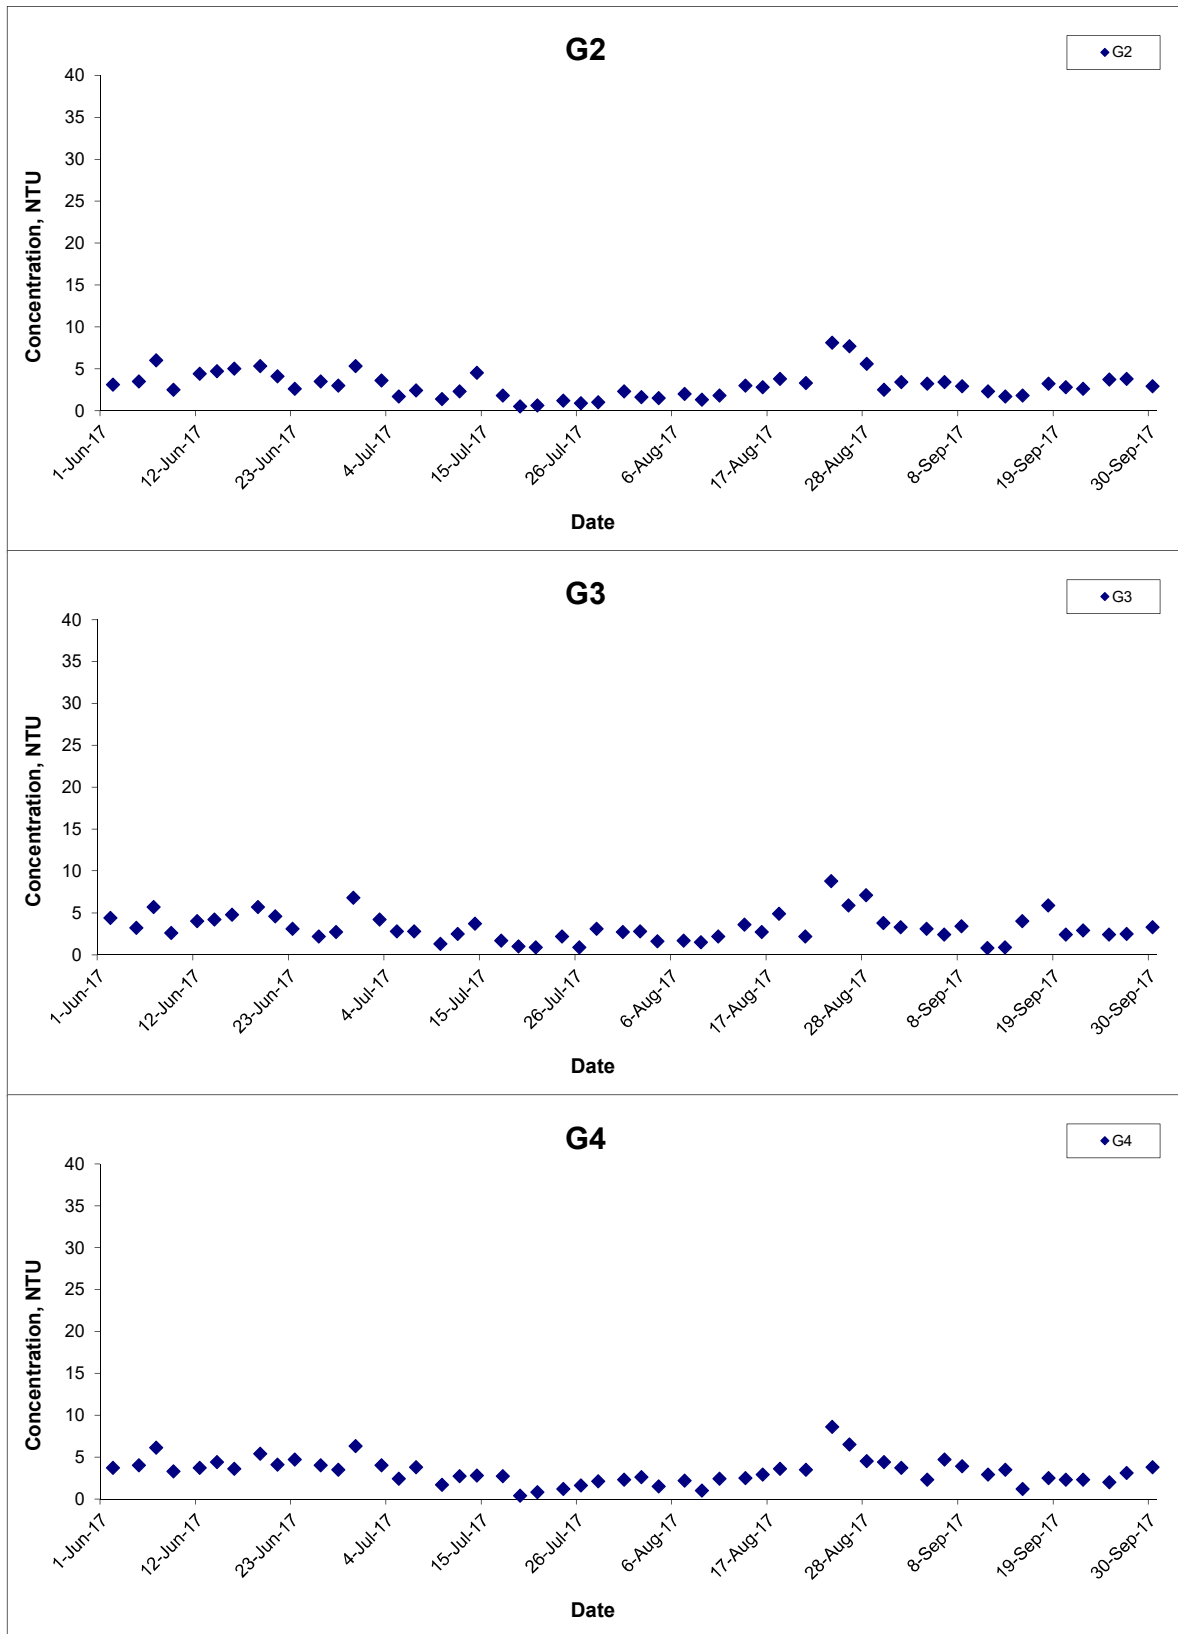 G2
G2
40
35
30
25
20
15
10
5
0
Concentration, NTU
1-Jun-17
12-Jun-17
23-Jun-17
4-Jul-17
15-Jul-17
26-Jul-17
6-Aug-17
17-Aug-17
28-Aug-17
8-Sep-17
19-Sep-17
30-Sep-17
Date
G3
G3
40
35
30
25
20
15
10
5
0
Concentration, NTU
1-Jun-17
12-Jun-17
23-Jun-17
4-Jul-17
15-Jul-17
26-Jul-17
6-Aug-17
17-Aug-17
28-Aug-17
8-Sep-17
19-Sep-17
30-Sep-17
Date
G4
G4
40
35
30
25
20
15
10
5
0
Concentration, NTU
1-Jun-17
12-Jun-17
23-Jun-17
4-Jul-17
15-Jul-17
26-Jul-17
6-Aug-17
17-Aug-17
28-Aug-17
8-Sep-17
19-Sep-17
30-Sep-17
Date